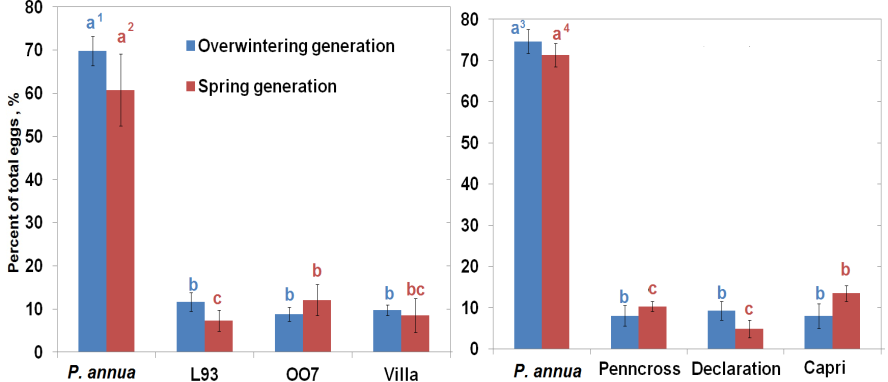 Percent of total eggs , %
80
70
60
50
40
30
20
10
0
a1 a2
b c b b b bc
Overwintering generation
Spring generation
P. annua L93 OO7 Villa
80
70
60
50
40
30
20
10
0
a3 a4
b c b c b b
P. annua Penncross Declaration Capri